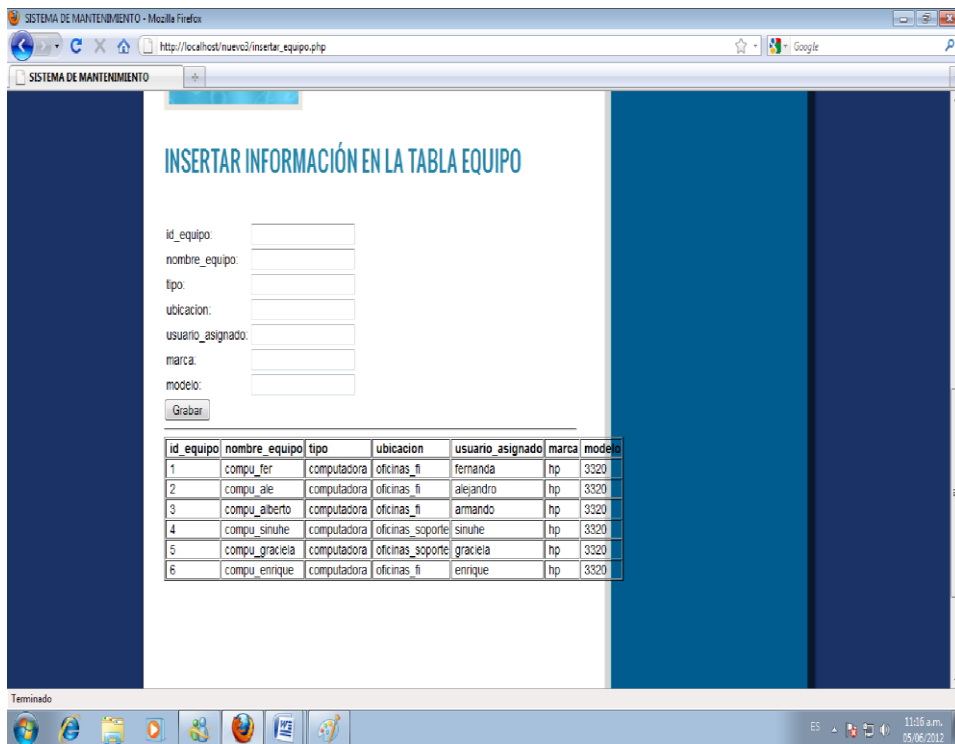 SISTEMA DE MANTENIMIENTO - Mozilla Firefox
http://localhost/nuevo3/insertar_equipo.php
Google
SISTEMA DE MANTENIMIENTO
INSERTAR INFORMACIÓN EN LA TABLA EQUIPO
id_equipo:
nombre_equipo:
tipo:
ubicacion:
usuario_asignado:
marca:
modelo:
Grabar
id_equipo nombre_equipo tipo ubicacion usuario_asignado marca modelo
1 compu_fer computadora oficinas_fi fernanda hp 3320
2 compu_ale computadora oficinas_fi alejandro hp 3320
3 compu_alberto computadora oficinas_fi armando hp 3320
4 compu_sinuhe computadora oficinas_soporte sinuhe hp 3320
5 compu_graciela computadora oficinas_soporte graciela hp 3320
6 compu_enrique computadora oficinas_fi enrique hp 3320
Terminado
ES
11:16 a.m.
05/06/2012